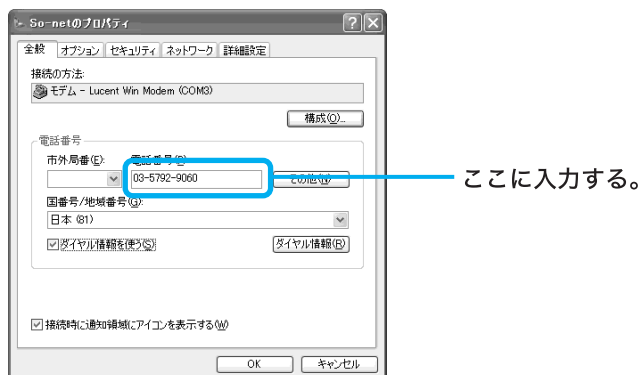 So-netのプロパティ
全般 オプション セキュリティ ネットワーク 詳細設定
接続の方法:
モデム - Lucent Win Modem (COM3)
構成(O)...
電話番号
市外局番(E): 電話番号(P):
03-5792-9060 その他(N)
国番号/地域番号(G):
日本 (81)
ダイヤル情報を使う(S) ダイヤル情報(R)
接続時に通知領域にアイコンを表示する(W)
OK キャンセル
ここに入力する。